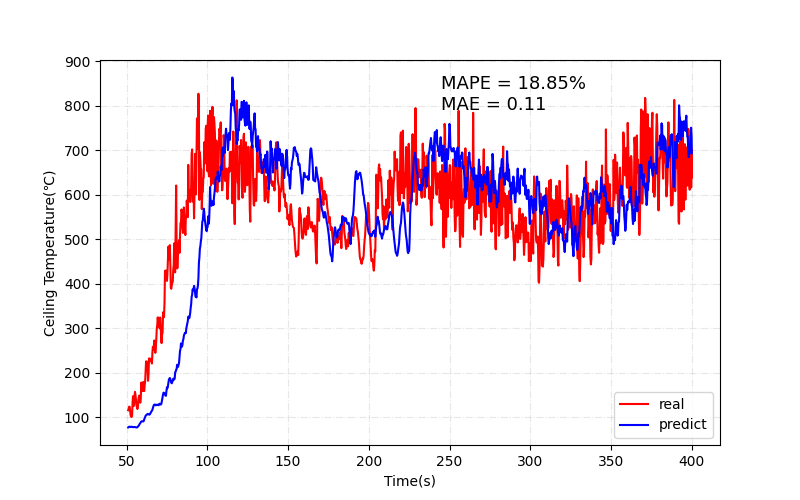 MAPE = 18.85%
MAE = 0.11
Ceiling Temperature(℃)
900
800
700
600
500
400
300
200
100
50
100
150
200
250
300
350
400
Time(s)
real
predict